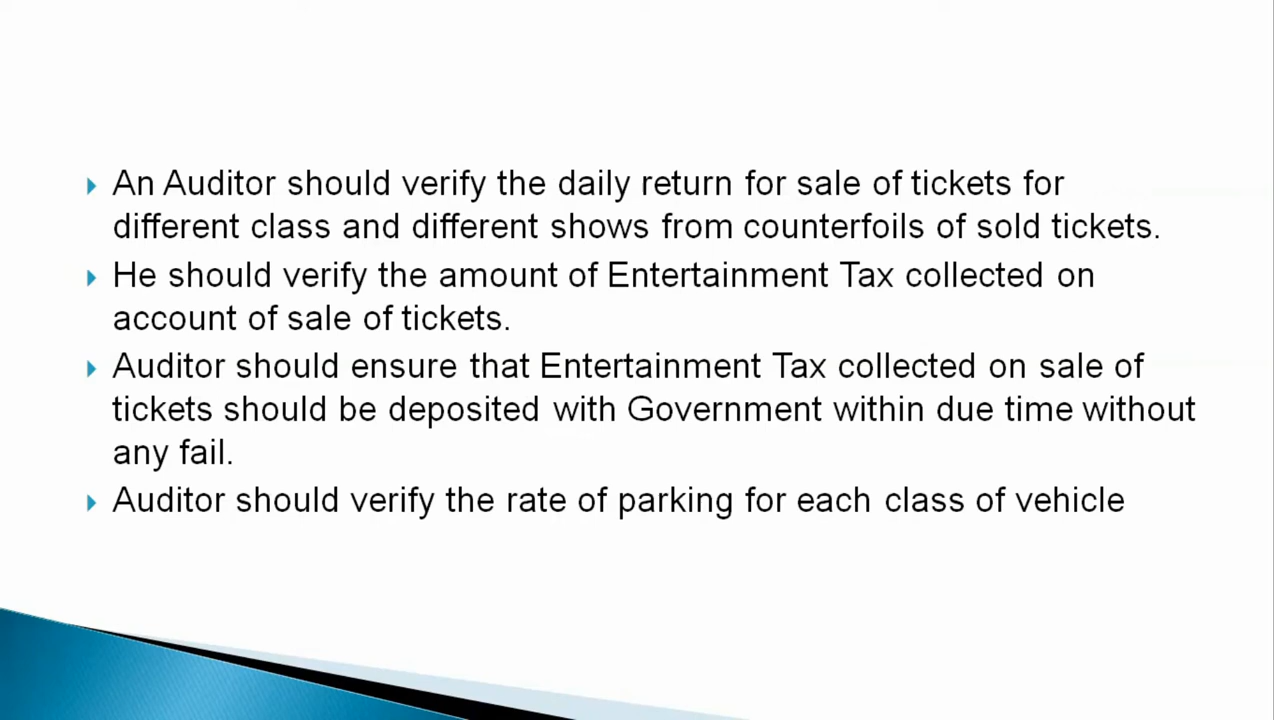 An Auditor should verify the daily return for sale of tickets for
different class and different shows from counterfoils of sold tickets.
He should verify the amount of Entertainment Tax collected on
account of sale of tickets.
Auditor should ensure that Entertainment Tax collected on sale of
tickets should be deposited with Government within due time without
any fail.
Auditor should verify the rate of parking for each class of vehicle